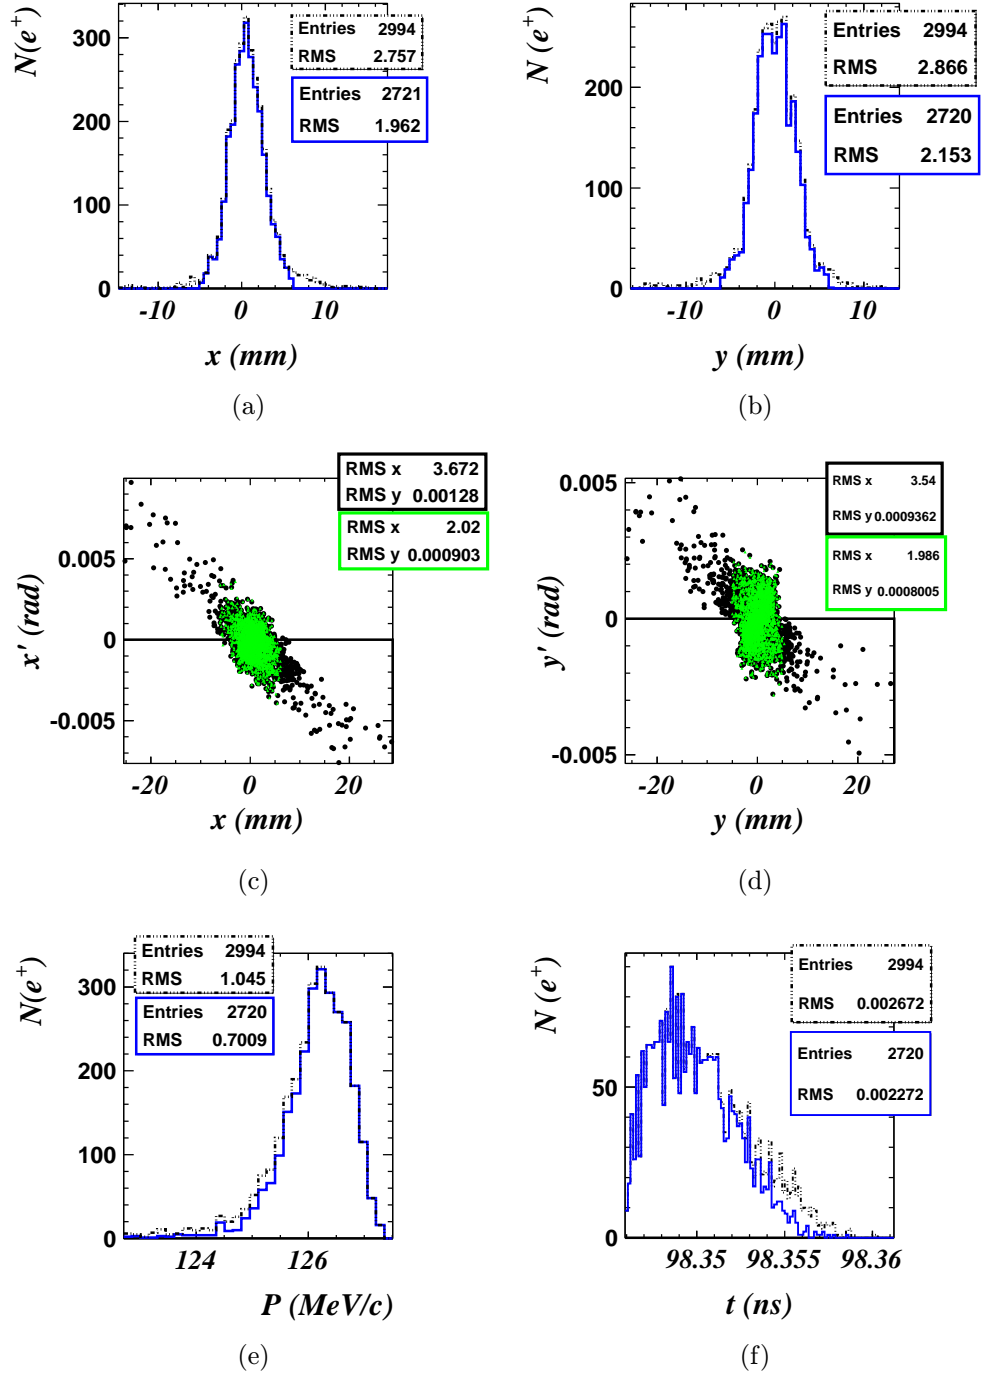 N(e+)
300
200
100
0
Entries 2994
RMS 2.757
Entries 2721
RMS 1.962
-10 0 10
x (mm)
(a)
N (e+)
200
100
0
Entries 2994
RMS 2.866
Entries 2720
RMS 2.153
-10 0 10
y (mm)
(b)
x' (rad)
0.005
0
-0.005
RMS x 3.672
RMS y 0.00128
RMS x 2.02
RMS y 0.000903
-20 0 20
x (mm)
(c)
y' (rad)
0.005
0
-0.005
RMS x 3.54
RMS y 0.0009362
RMS x 1.986
RMS y 0.0008005
-20 0 20
y (mm)
(d)
N(e+)
300
200
100
0
Entries 2994
RMS 1.045
Entries 2720
RMS 0.7009
124 126
P (MeV/c)
(e)
N (e+)
50
0
Entries 2994
RMS 0.002672
Entries 2720
RMS 0.002272
98.35 98.355 98.36
t (ns)
(f)